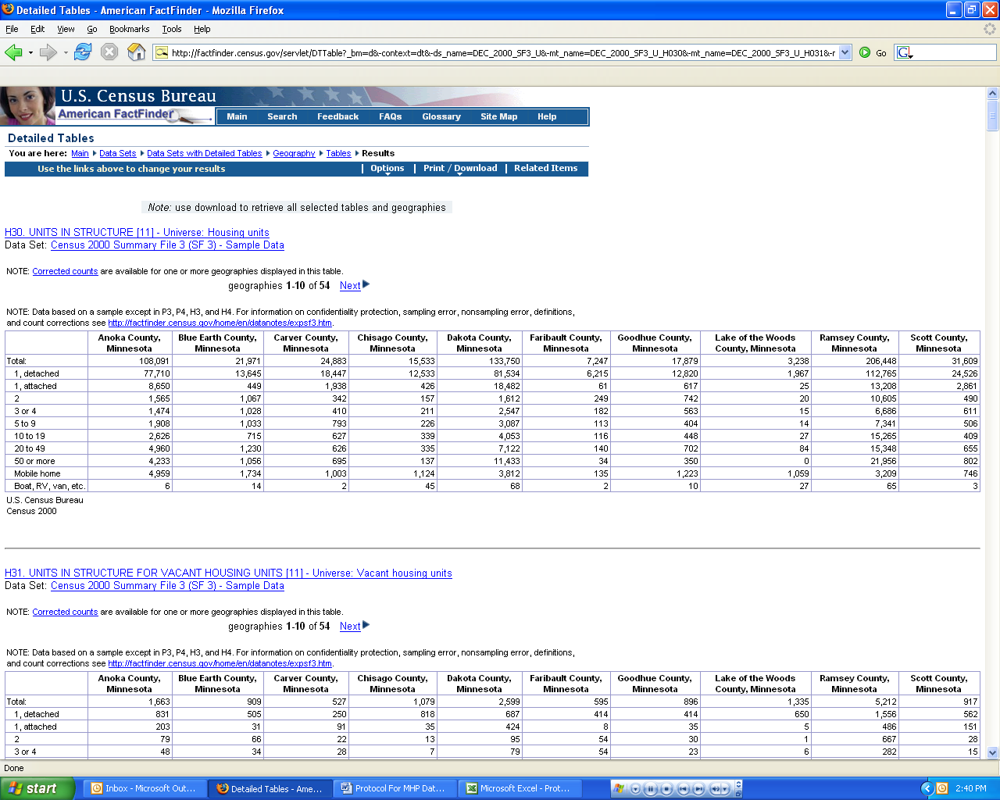 Detailed Tables - American FactFinder - Mozilla Firefox
File Edit View Go Bookmarks Tools Help
http://factfinder.census.gov/servlet/DTTable?_bm=d&-context=dt&-ds_name=DEC_2000_SF3_U&-mt_name=DEC_2000_SF3_U_H030&-mt_name=DEC_2000_SF3_U_H031&-r Go G
U.S. Census Bureau
American FactFinder Main Search Feedback FAQs Glossary Site Map Help
Detailed Tables
You are here: Main Data Sets Data Sets with Detailed Tables Geography Tables Results
Use the links above to change your results | Options | Print / Download | Related Items
Note: use download to retrieve all selected tables and geographies
H30. UNITS IN STRUCTURE [11] - Universe: Housing units
Data Set: Census 2000 Summary File 3 (SF 3) - Sample Data
NOTE: Corrected counts are available for one or more geographies displayed in this table.
geographies 1-10 of 54 Next
NOTE: Data based on a sample except in P3, P4, H3, and H4. For information on confidentiality protection, sampling error, nonsampling error, definitions,
and count corrections see http://factfinder.census.gov/home/en/datanotes/expsf3.htm.
Anoka County, Blue Earth County, Carver County, Chisago County, Dakota County, Faribault County, Goodhue County, Lake of the Woods Ramsey County, Scott County,
Minnesota Minnesota Minnesota Minnesota Minnesota Minnesota Minnesota County, Minnesota Minnesota Minnesota
Total: 108,091 21,971 24,883 15,533 133,750 7,247 17,879 3,238 206,448 31,609
1, detached 77,710 13,645 18,447 12,533 81,534 6,215 12,820 1,967 112,765 24,526
1, attached 8,650 449 1,938 426 18,482 61 617 25 13,208 2,861
2 1,565 1,067 342 157 1,612 249 742 20 10,605 490
3 or 4 1,474 1,028 410 211 2,547 182 563 15 6,686 611
5 to 9 1,908 1,033 793 226 3,087 113 404 14 7,341 506
10 to 19 2,626 715 627 339 4,053 116 448 27 15,265 409
20 to 49 4,960 1,230 626 335 7,122 140 702 84 15,348 655
50 or more 4,233 1,056 695 137 11,433 34 350 0 21,956 802
Mobile home 4,959 1,734 1,003 1,124 3,812 135 1,223 1,059 3,209 746
Boat, RV, van, etc. 6 14 2 45 68 2 10 27 65 3
U.S. Census Bureau
Census 2000
H31. UNITS IN STRUCTURE FOR VACANT HOUSING UNITS [11] - Universe: Vacant housing units
Data Set: Census 2000 Summary File 3 (SF 3) - Sample Data
NOTE: Corrected counts are available for one or more geographies displayed in this table.
geographies 1-10 of 54 Next
NOTE: Data based on a sample except in P3, P4, H3, and H4. For information on confidentiality protection, sampling error, nonsampling error, definitions,
and count corrections see http://factfinder.census.gov/home/en/datanotes/expsf3.htm.
Anoka County, Blue Earth County, Carver County, Chisago County, Dakota County, Faribault County, Goodhue County, Lake of the Woods Ramsey County, Scott County,
Minnesota Minnesota Minnesota Minnesota Minnesota Minnesota Minnesota County, Minnesota Minnesota Minnesota
Total: 1,663 909 527 1,079 2,599 595 896 1,335 5,212 917
1, detached 831 505 250 818 687 414 414 650 1,556 562
1, attached 203 31 91 35 424 8 35 5 486 151
2 79 66 22 13 95 54 30 1 667 28
3 or 4 48 34 28 7 79 54 23 6 282 15
Done
start Inbox - Microsoft Out... Detailed Tables - Ame... Protocol For MHP Dat... Microsoft Excel - Prot... 2:40 PM